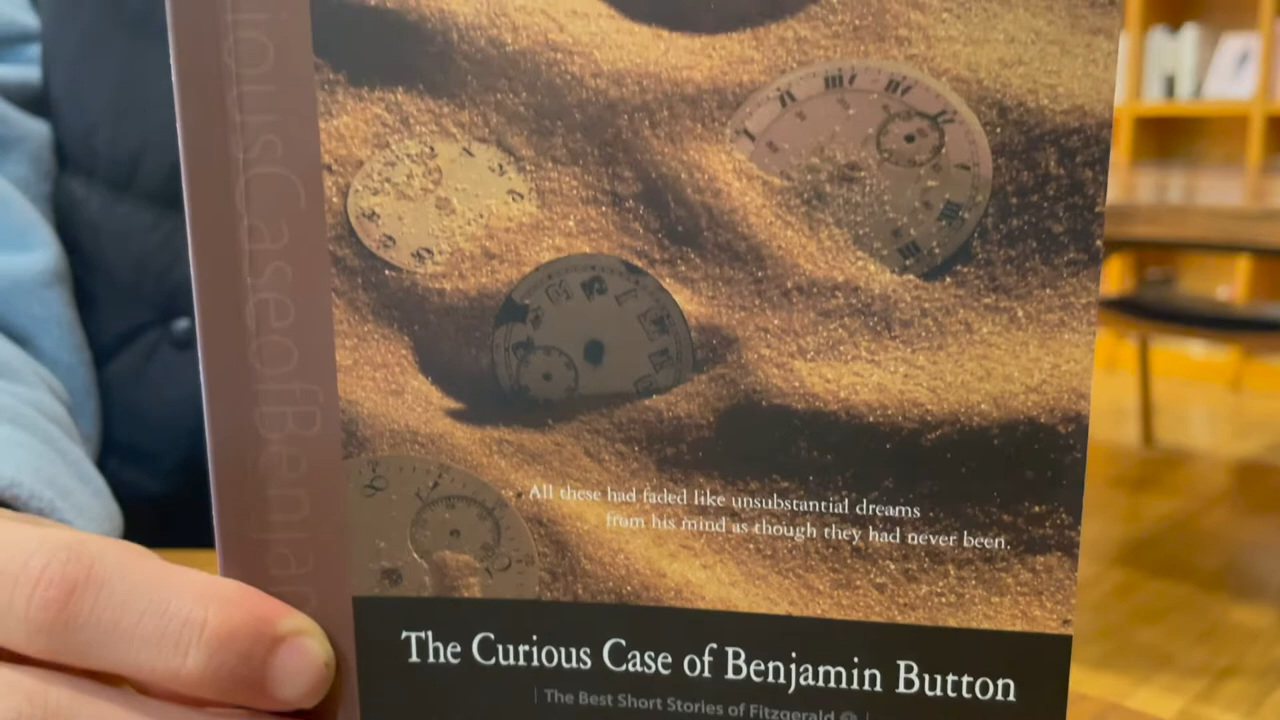 iousCaseofBenjam
All these had faded like unsubstantial dreams
from his mind as though they had never been.
The Curious Case of Benjamin Button
The Best Short Stories of Fitzgerald